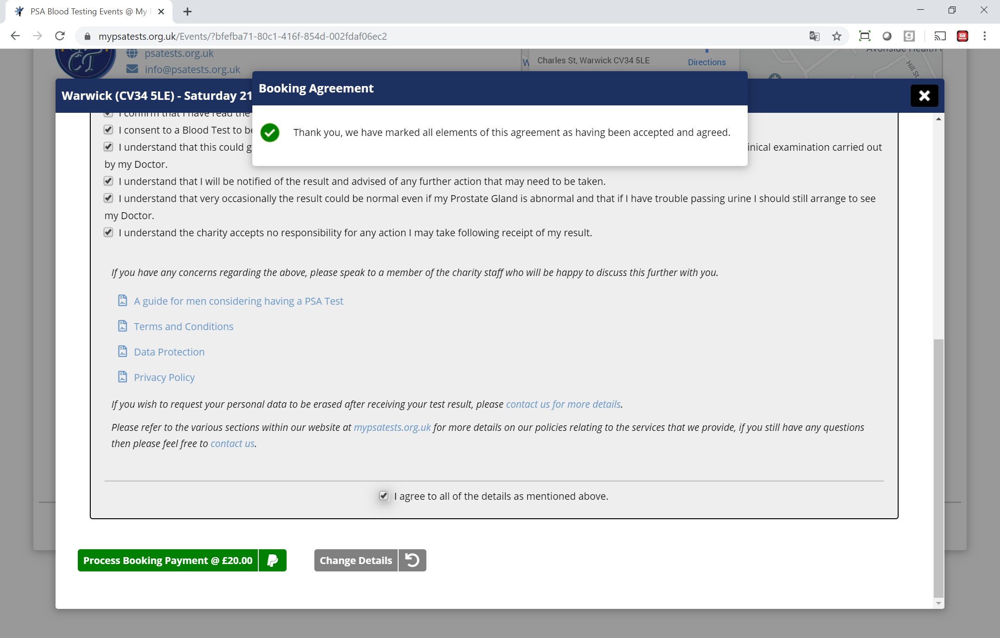 PSA Blood Testing Events @ My
mypsatests.org.uk/Events/?bfefba71-80c1-416f-854d-002fdaf06ec2
CT
psatests.org.uk
info@psatests.org.uk
W
Charles St, Warwick CV34 5LE
Directions
Avonside Health
Hill St
Warwick (CV34 5LE) - Saturday 21
Booking Agreement
Thank you, we have marked all elements of this agreement as having been accepted and agreed.
I confirm that I have read the
I consent to a Blood Test to be
I understand that this could g
inical examination carried out
by my Doctor.
I understand that I will be notified of the result and advised of any further action that may need to be taken.
I understand that very occasionally the result could be normal even if my Prostate Gland is abnormal and that if I have trouble passing urine I should still arrange to see
my Doctor.
I understand the charity accepts no responsibility for any action I may take following receipt of my result.
If you have any concerns regarding the above, please speak to a member of the charity staff who will be happy to discuss this further with you.
A guide for men considering having a PSA Test
Terms and Conditions
Data Protection
Privacy Policy
If you wish to request your personal data to be erased after receiving your test result, please contact us for more details.
Please refer to the various sections within our website at mypsatests.org.uk for more details on our policies relating to the services that we provide, if you still have any questions
then please feel free to contact us.
I agree to all of the details as mentioned above.
Process Booking Payment @ £20.00
Change Details